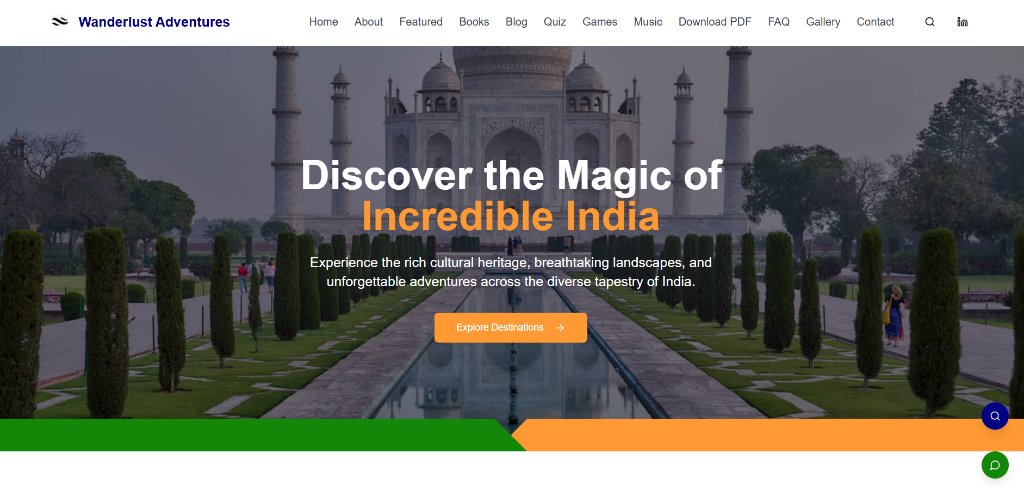 Wanderlust Adventures
Home About Featured Books Blog Quiz Games Music Download PDF FAQ Gallery Contact
Discover the Magic of
Incredible India
Experience the rich cultural heritage, breathtaking landscapes, and
unforgettable adventures across the diverse tapestry of India.
Explore Destinations